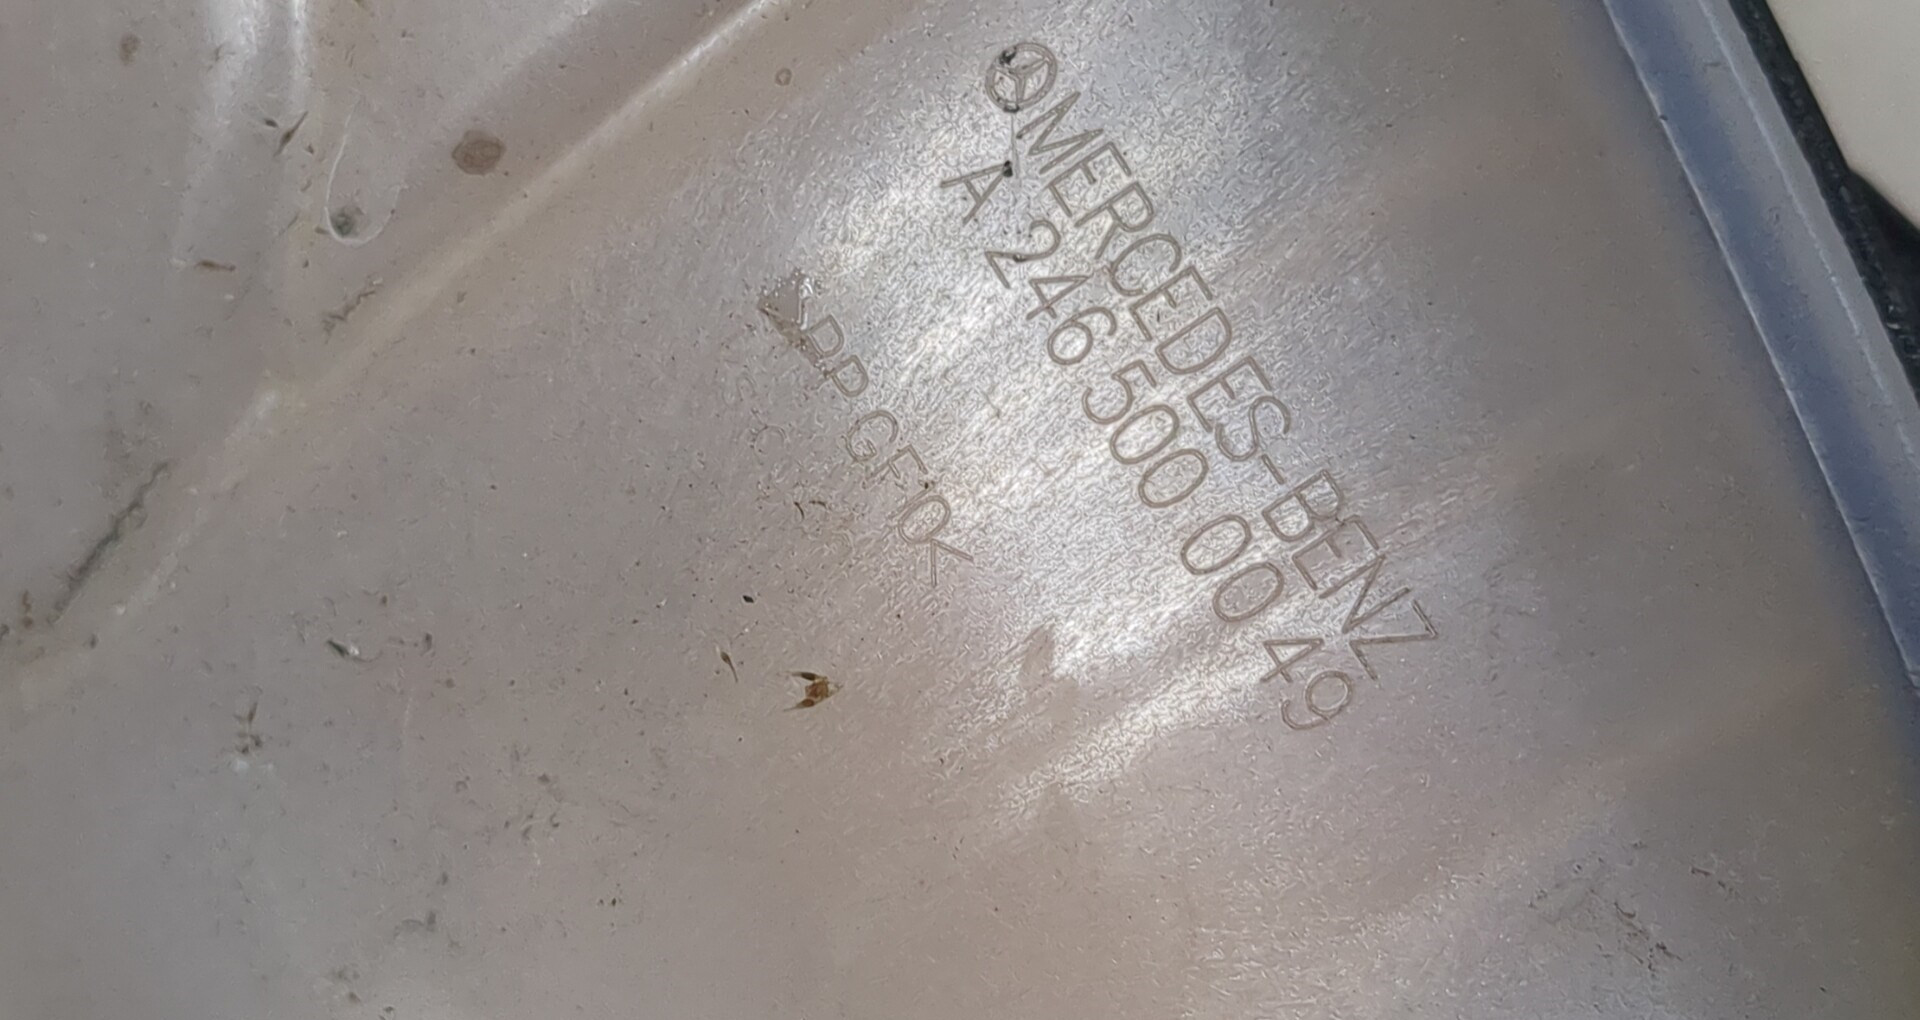 MERCEDES-BENZ
A 246 500 00 49
>PP GF10<